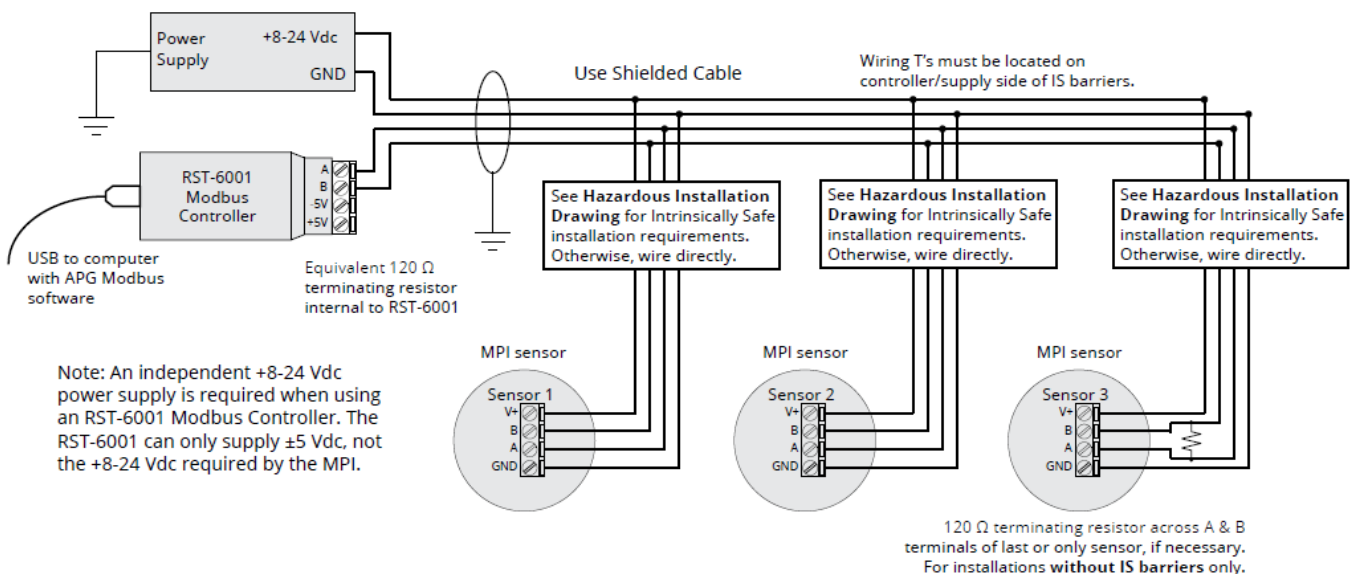 Power
Supply
+8-24 Vdc
GND
Use Shielded Cable
Wiring T's must be located on
controller/supply side of IS barriers.
RST-6001
Modbus
Controller
A
B
-5V
+5V
USB to computer
with APG Modbus
software
Equivalent 120 Ω
terminating resistor
internal to RST-6001
See Hazardous Installation
Drawing for Intrinsically Safe
installation requirements.
Otherwise, wire directly.
See Hazardous Installation
Drawing for Intrinsically Safe
installation requirements.
Otherwise, wire directly.
See Hazardous Installation
Drawing for Intrinsically Safe
installation requirements.
Otherwise, wire directly.
Note: An independent +8-24 Vdc
power supply is required when using
an RST-6001 Modbus Controller. The
RST-6001 can only supply ±5 Vdc, not
the +8-24 Vdc required by the MPI.
MPI sensor
Sensor 1
V+
B
A
GND
MPI sensor
Sensor 2
V+
B
A
GND
MPI sensor
Sensor 3
V+
B
A
GND
120 Ω terminating resistor across A & B
terminals of last or only sensor, if necessary.
For installations without IS barriers only.